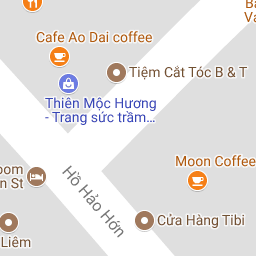 Cafe Ao Dai coffee
Tiệm Cắt Tóc B & T
Thiên Mộc Hương
- Trang sức trầm…
Moon Coffee
Hồ Hảo Hớn
Cửa Hàng Tibi
Liêm